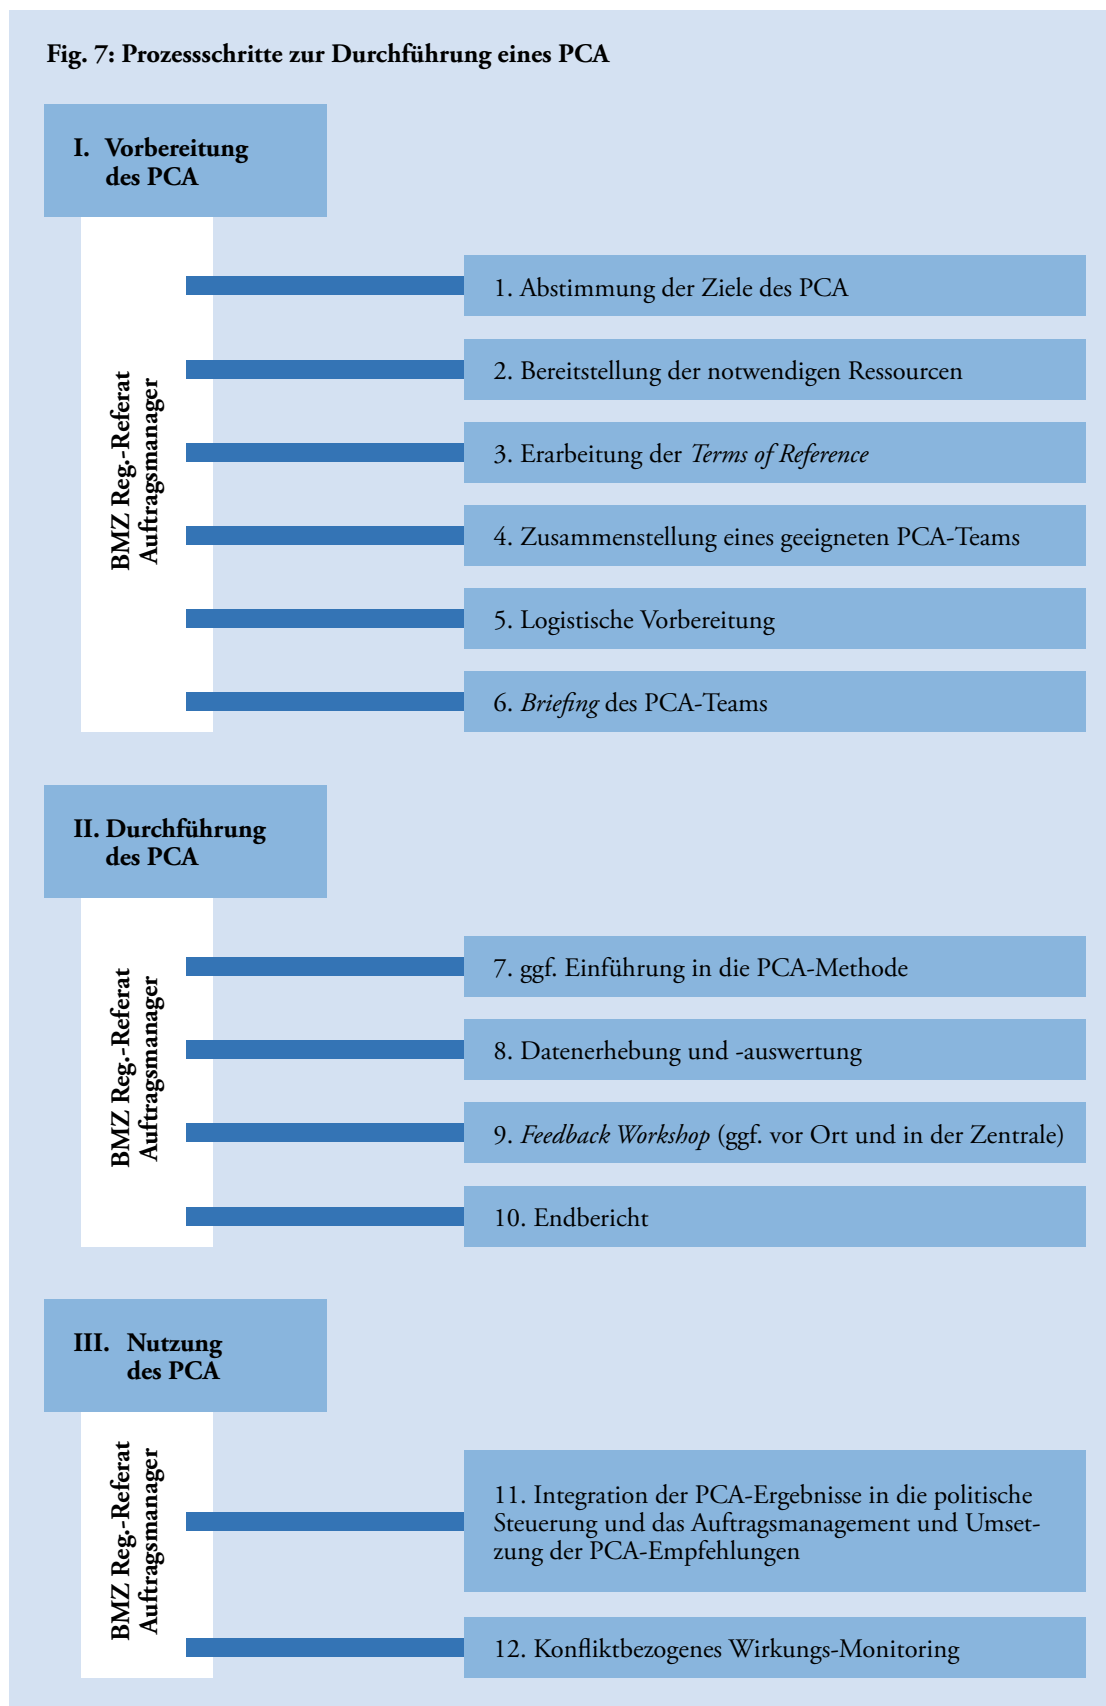 Fig. 7: Prozessschritte zur Durchführung eines PCA
I. Vorbereitung
des PCA
BMZ Reg.-Referat
Auftragsmanager
1. Abstimmung der Ziele des PCA
2. Bereitstellung der notwendigen Ressourcen
3. Erarbeitung der Terms of Reference
4. Zusammenstellung eines geeigneten PCA-Teams
5. Logistische Vorbereitung
6. Briefing des PCA-Teams
II. Durchführung
des PCA
BMZ Reg.-Referat
Auftragsmanager
7. ggf. Einführung in die PCA-Methode
8. Datenerhebung und -auswertung
9. Feedback Workshop (ggf. vor Ort und in der Zentrale)
10. Endbericht
III. Nutzung
des PCA
BMZ Reg.-Referat
Auftragsmanager
11. Integration der PCA-Ergebnisse in die politische
Steuerung und das Auftragsmanagement und Umset-
zung der PCA-Empfehlungen
12. Konfliktbezogenes Wirkungs-Monitoring